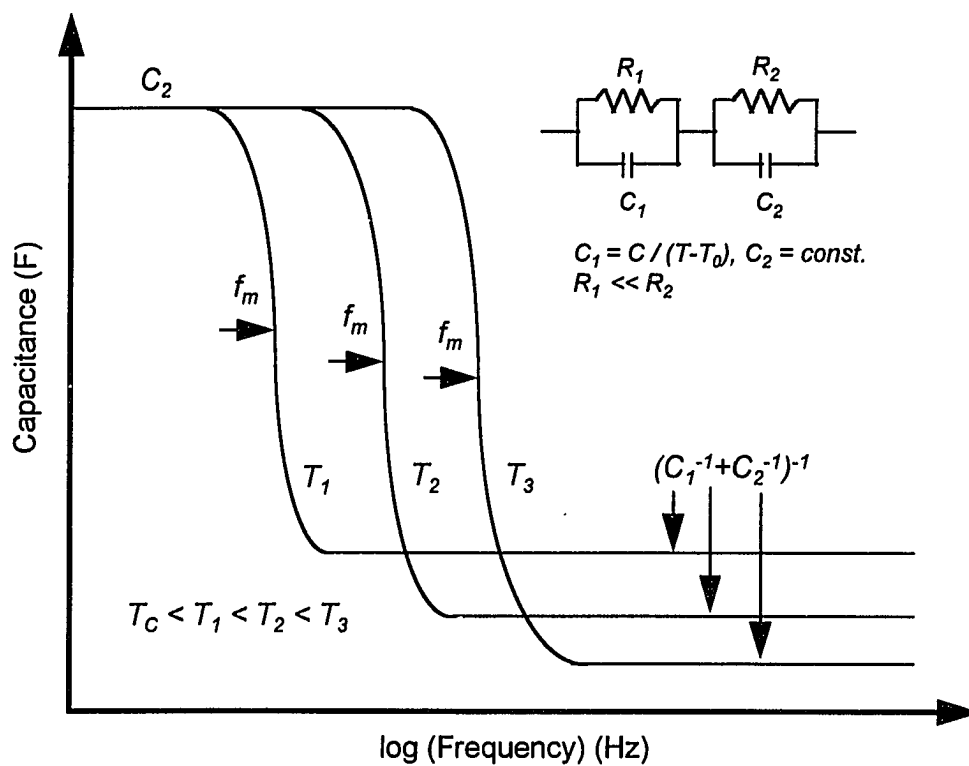 C₂
R₁
R₂
C₁
C₂
C₁ = C / (T-T₀), C₂ = const.
R₁ << R₂
Capacitance (F)
fₘ
fₘ
fₘ
T₁
T₂
T₃
(C₁⁻¹+C₂⁻¹)⁻¹
T_C < T₁ < T₂ < T₃
log (Frequency) (Hz)